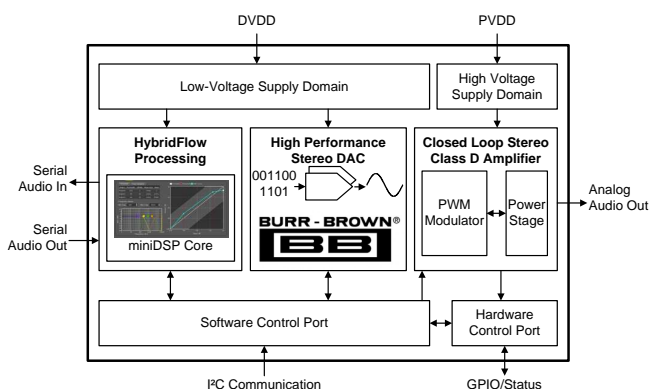 DVDD
PVDD
Low-Voltage Supply Domain
High Voltage
Supply Domain
HybridFlow
Processing
High Performance
Stereo DAC
Closed Loop Stereo
Class D Amplifier
Serial
Audio In
001100
1101
PWM
Modulator
Power
Stage
Analog
Audio Out
Serial
Audio Out
miniDSP Core
BURR - BROWN®
BB
Software Control Port
Hardware
Control Port
I²C Communication
GPIO/Status